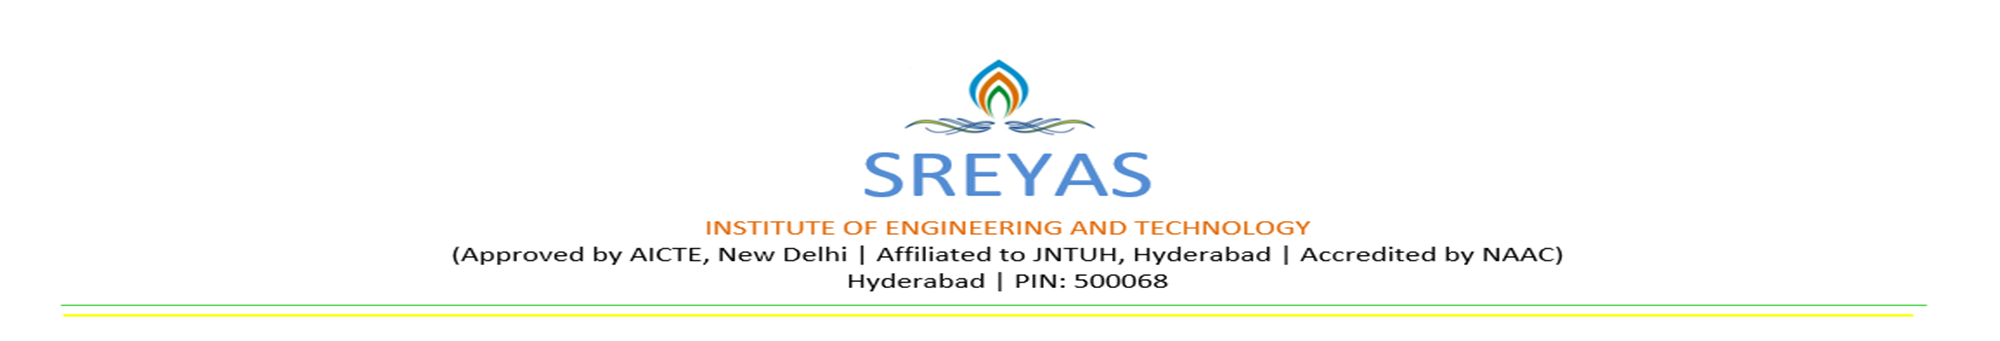 SREYAS
INSTITUTE OF ENGINEERING AND TECHNOLOGY
(Approved by AICTE, New Delhi | Affiliated to JNTUH, Hyderabad | Accredited by NAAC)
Hyderabad | PIN: 500068